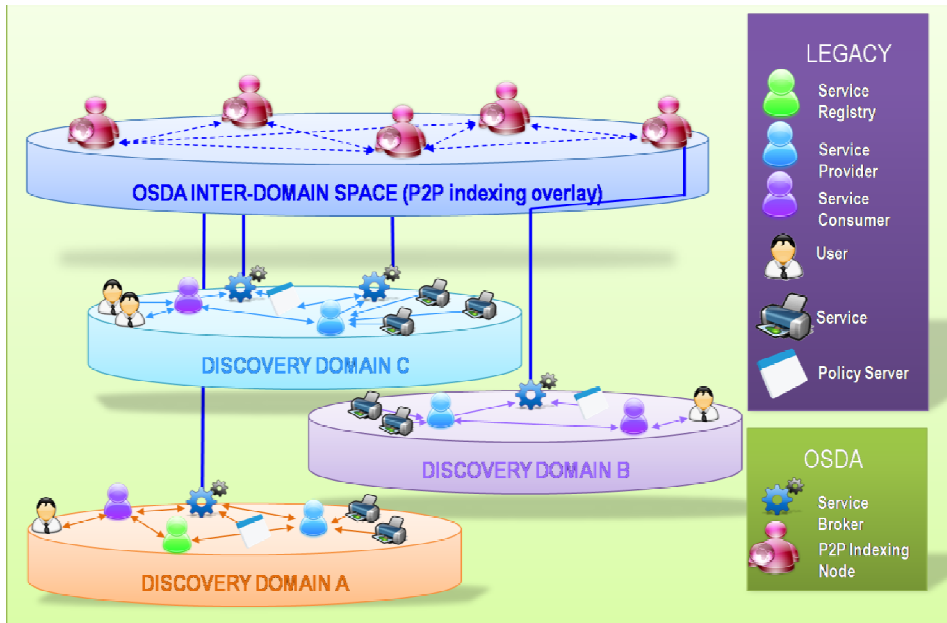 OSDA INTER-DOMAIN SPACE (P2P indexing overlay)
DISCOVERY DOMAIN C
DISCOVERY DOMAIN B
DISCOVERY DOMAIN A
LEGACY
Service
Registry
Service
Provider
Service
Consumer
User
Service
Policy Server
OSDA
Service
Broker
P2P Indexing
Node